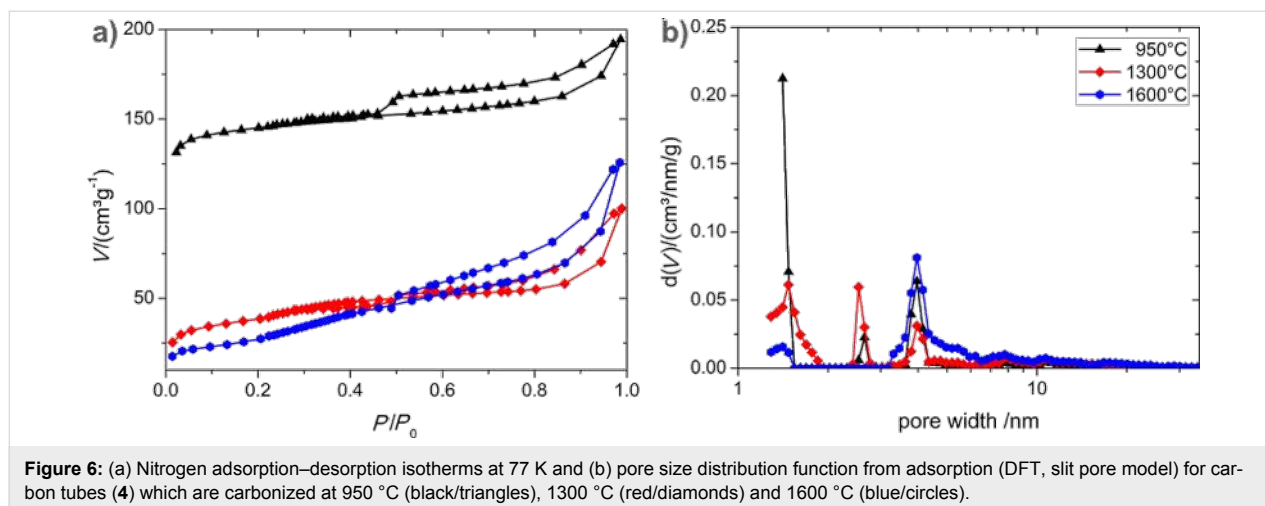 a)
200
150
100
50
V/(cm³g⁻¹)
0.0 0.2 0.4 0.6 0.8 1.0
P/P₀
b)
0.25
0.20
0.15
0.10
0.05
0.00
d(V)/(cm³/nm/g)
950°C
1300°C
1600°C
1 10
pore width /nm
Figure 6: (a) Nitrogen adsorption–desorption isotherms at 77 K and (b) pore size distribution function from adsorption (DFT, slit pore model) for car-
bon tubes (4) which are carbonized at 950 °C (black/triangles), 1300 °C (red/diamonds) and 1600 °C (blue/circles).